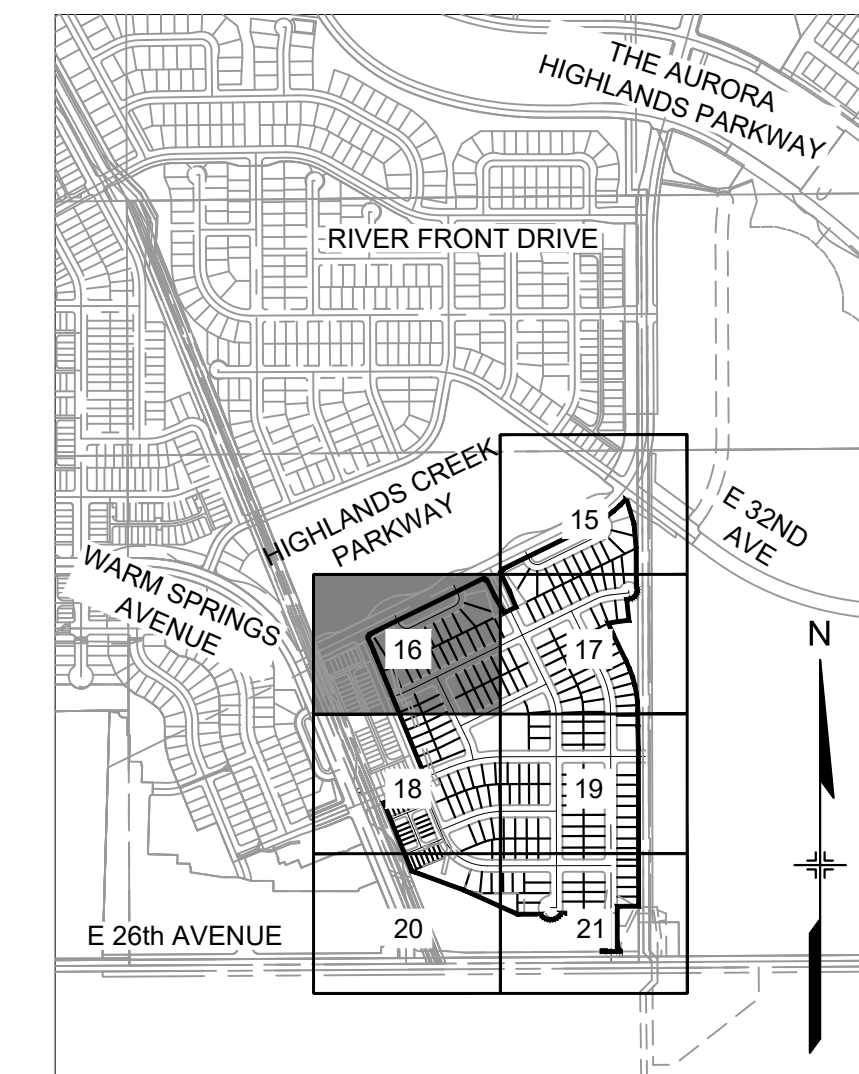 THE AURORA
HIGHLANDS PARKWAY
RIVER FRONT DRIVE
HIGHLANDS CREEK
PARKWAY
E 32ND
AVE
WARM SPRINGS
AVENUE
N
15
16
17
18
19
20
21
E 26th AVENUE